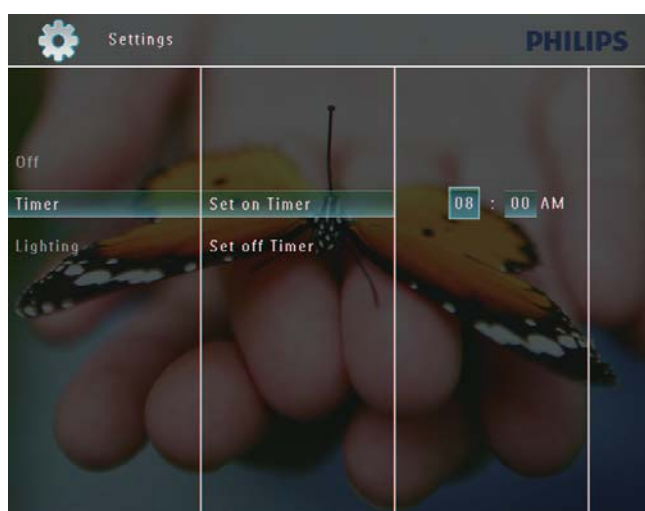 Settings
PHILIPS
Off
Timer
Set on Timer
08 : 00 AM
Lighting
Set off Timer